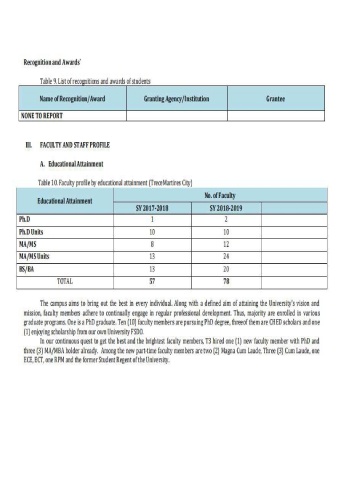 Recognition and Awards'
Table 9. List of recognitions and awards of students
Name of Recognition/Award Granting Agency/Institution Grantee
NONE TO REPORT
III. FACULTY AND STAFF PROFILE
A. Educational Attainment
Table 10. Faculty profile by educational attainment (Trece Martires City)
Educational Attainment No. of Faculty
SY 2017-2018 SY 2018-2019
Ph.D 1 2
Ph.D Units 10 10
MA/MS 8 12
MA/MS Units 13 24
BS/BA 13 20
TOTAL 57 78
The campus aims to bring out the best in every individual. Along with a defined aim of attaining the University's vision and
mission, faculty members adhere to continually engage in regular professional development. Thus, majority are enrolled in various
graduate programs. One is a PhD graduate. Ten (10) faculty members are pursuing PhD degree, three of them are CHED scholars and one
(1) enjoying scholarship from our own University FSDO.
In our continuous quest to get the best and the brightest faculty members, T3 hired one (1) new faculty member with PhD and
three (3) MA/MBA holder already. Among the new part-time faculty members are two (2) Magna Cum Laude, Three (3) Cum Laude, one
ECE, ECT, one RPM and the former Student Regent of the University.